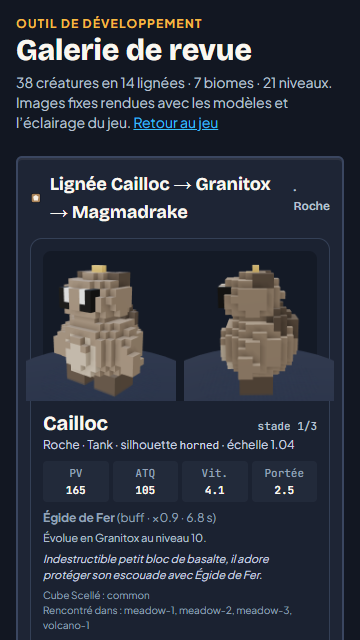 OUTIL DE DÉVELOPPEMENT
Galerie de revue
38 créatures en 14 lignées · 7 biomes · 21 niveaux.
Images fixes rendues avec les modèles et
l'éclairage du jeu. Retour au jeu
Lignée Cailloc → Granitox
→ Magmadrake
· Roche
Cailloc
stade 1/3
Roche · Tank · silhouette horned · échelle 1.04
PV ATQ Vit. Portée
165 105 4.1 2.5
Égide de Fer (buff · ×0.9 · 6.8 s)
Évolue en Granitox au niveau 10.
Indestructible petit bloc de basalte, il adore
protéger son escouade avec Égide de Fer.
Cube Scellé : common
Rencontré dans : meadow-1, meadow-2, meadow-3,
volcano-1